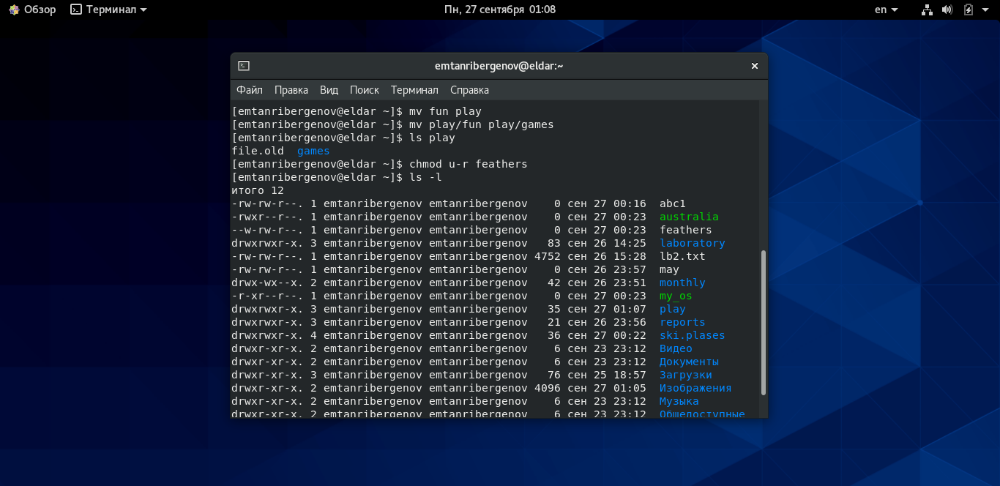 Обзор Терминал Пн, 27 сентября 01:08 en
emtanribergenov@eldar:~
Файл Правка Вид Поиск Терминал Справка
[emtanribergenov@eldar ~]$ mv fun play
[emtanribergenov@eldar ~]$ mv play/fun play/games
[emtanribergenov@eldar ~]$ ls play
file.old  games
[emtanribergenov@eldar ~]$ chmod u-r feathers
[emtanribergenov@eldar ~]$ ls -l
итого 12
-rw-rw-r--. 1 emtanribergenov emtanribergenov    0 сен 27 00:16  abc1
-rwxr--r--. 1 emtanribergenov emtanribergenov    0 сен 27 00:23  australia
--w-rw-r--. 1 emtanribergenov emtanribergenov    0 сен 27 00:23  feathers
drwxrwxr-x. 3 emtanribergenov emtanribergenov   83 сен 26 14:25  laboratory
-rw-rw-r--. 1 emtanribergenov emtanribergenov 4752 сен 26 15:28  lb2.txt
-rw-rw-r--. 1 emtanribergenov emtanribergenov    0 сен 26 23:57  may
drwx-wx--x. 2 emtanribergenov emtanribergenov   42 сен 26 23:51  monthly
-r-xr--r--. 1 emtanribergenov emtanribergenov    0 сен 27 00:23  my_os
drwxrwxr-x. 3 emtanribergenov emtanribergenov   35 сен 27 01:07  play
drwxrwxr-x. 3 emtanribergenov emtanribergenov   21 сен 26 23:56  reports
drwxrwxr-x. 4 emtanribergenov emtanribergenov   36 сен 27 00:22  ski.plases
drwxr-xr-x. 2 emtanribergenov emtanribergenov    6 сен 23 23:12  Видео
drwxr-xr-x. 2 emtanribergenov emtanribergenov    6 сен 23 23:12  Документы
drwxr-xr-x. 3 emtanribergenov emtanribergenov   76 сен 25 18:57  Загрузки
drwxr-xr-x. 2 emtanribergenov emtanribergenov 4096 сен 27 01:05  Изображения
drwxr-xr-x. 2 emtanribergenov emtanribergenov    6 сен 23 23:12  Музыка
drwxr-xr-x. 2 emtanribergenov emtanribergenov    6 сен 23 23:12  Общедоступные